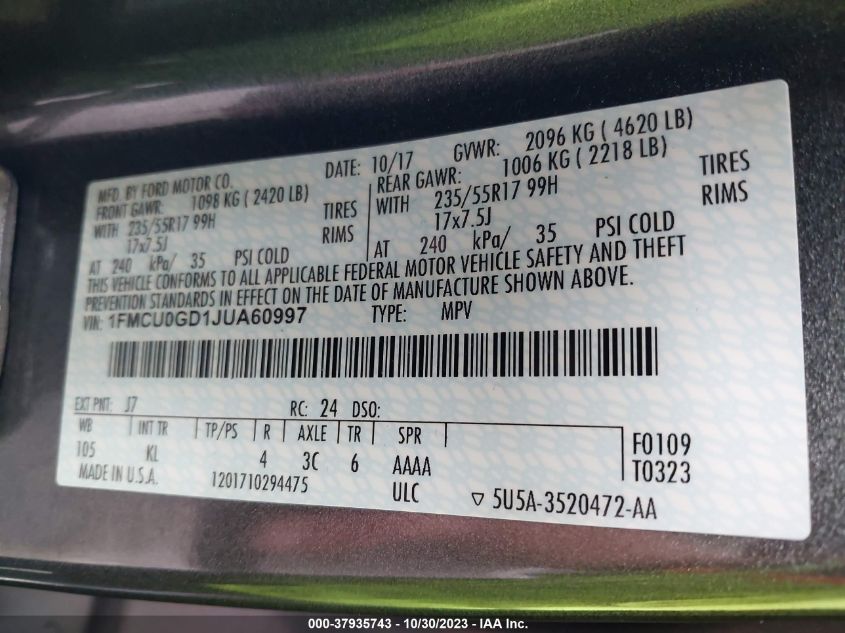 MFD. BY FORD MOTOR CO. DATE: 10/17 GVWR: 2096 KG ( 4620 LB)
FRONT GAWR: 1098 KG ( 2420 LB) REAR GAWR: 1006 KG ( 2218 LB)
WITH 235/55R17 99H TIRES WITH 235/55R17 99H TIRES
17x7.5J RIMS 17x7.5J RIMS
AT 240 kPa/ 35 PSI COLD AT 240 kPa/ 35 PSI COLD
THIS VEHICLE CONFORMS TO ALL APPLICABLE FEDERAL MOTOR VEHICLE SAFETY AND THEFT
PREVENTION STANDARDS IN EFFECT ON THE DATE OF MANUFACTURE SHOWN ABOVE.
VIN: 1FMCU0GD1JUA60997 TYPE: MPV
EXT PNT: J7 RC: 24 DSO:
WB INT TR TP/PS R AXLE TR SPR
105 KL 4 3C 6 AAAA
F0109
T0323
MADE IN U.S.A. 1201710294475 ULC ▽ 5U5A-3520472-AA
000-37935743 - 10/30/2023 - IAA Inc.